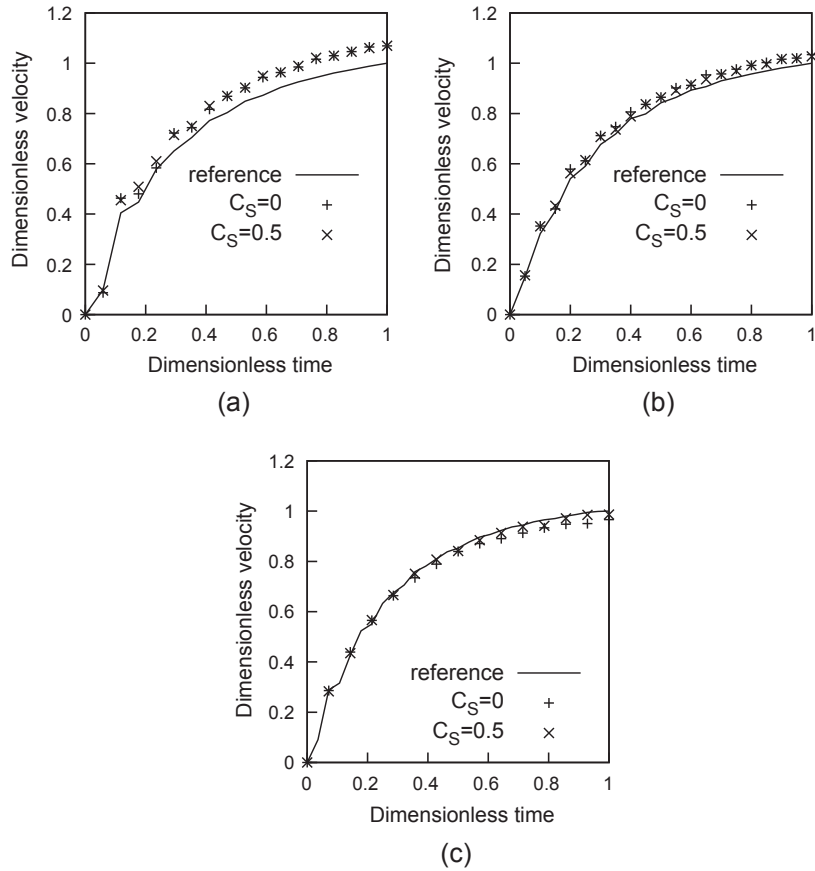 1.2
1
0.8
0.6
0.4
0.2
0
Dimensionless velocity
reference
C_S=0
C_S=0.5
0 0.2 0.4 0.6 0.8 1
Dimensionless time
(a)
1.2
1
0.8
0.6
0.4
0.2
0
Dimensionless velocity
reference
C_S=0
C_S=0.5
0 0.2 0.4 0.6 0.8 1
Dimensionless time
(b)
1.2
1
0.8
0.6
0.4
0.2
0
Dimensionless velocity
reference
C_S=0
C_S=0.5
0 0.2 0.4 0.6 0.8 1
Dimensionless time
(c)